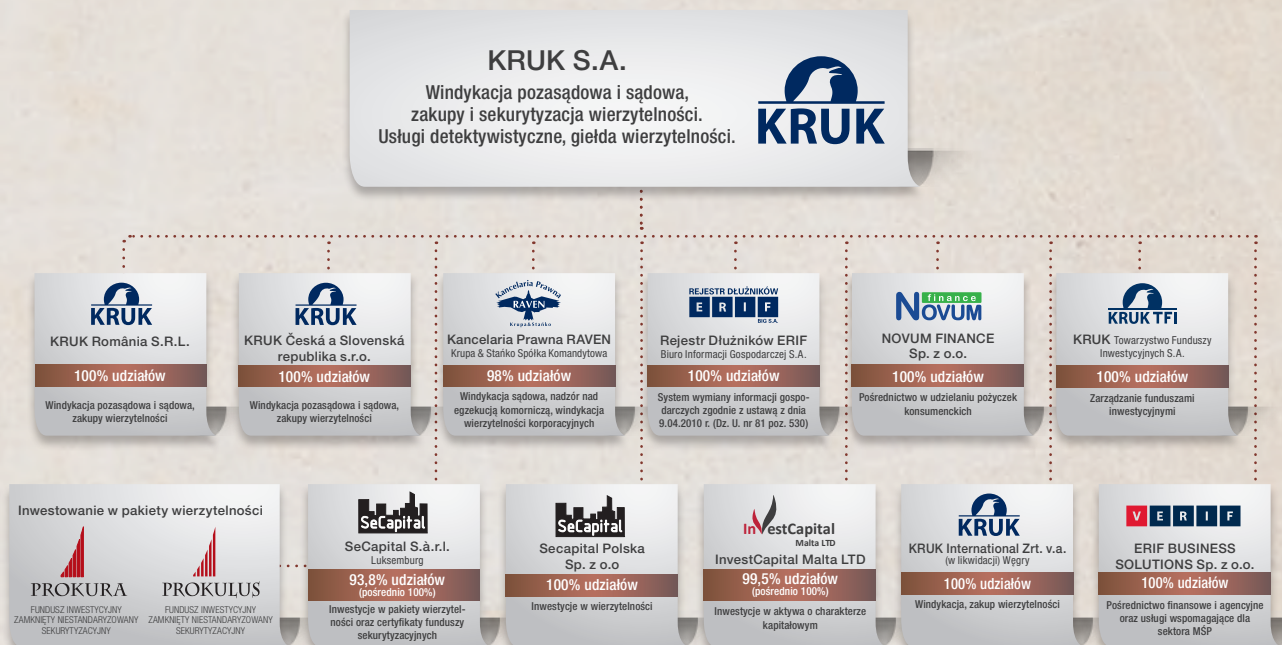 KRUK S.A.
Windykacja pozasądowa i sądowa,
zakupy i sekurytyzacja wierzytelności.
Usługi detektywistyczne, giełda wierzytelności.
KRUK
KRUK
KRUK România S.R.L.
100% udziałów
Windykacja pozasądowa i sądowa,
zakupy wierzytelności
KRUK
KRUK Česká a Slovenská
republika s.r.o.
100% udziałów
Windykacja pozasądowa i sądowa,
zakupy wierzytelności
Kancelaria Prawna
RAVEN
Krupa&Stańko
Kancelaria Prawna RAVEN
Krupa & Stańko Spółka Komandytowa
98% udziałów
Windykacja sądowa, nadzór nad
egzekucją komorniczą, windykacja
wierzytelności korporacyjnych
REJESTR DŁUŻNIKÓW
ERIF
BIG S.A.
Rejestr Dłużników ERIF
Biuro Informacji Gospodarczej S.A.
100% udziałów
System wymiany informacji gospo-
darczych zgodnie z ustawą z dnia
9.04.2010 r. (Dz. U. nr 81 poz. 530)
finance
NOVUM
NOVUM FINANCE
Sp. z o.o.
100% udziałów
Pośrednictwo w udzielaniu pożyczek
konsumenckich
KRUK TFI
KRUK Towarzystwo Funduszy
Inwestycyjnych S.A.
100% udziałów
Zarządzanie funduszami
inwestycyjnymi
Inwestowanie w pakiety wierzytelności
PROKURA
FUNDUSZ INWESTYCYJNY
ZAMKNIĘTY NIESTANDARYZOWANY
SEKURYTYZACYJNY
PROKULUS
FUNDUSZ INWESTYCYJNY
ZAMKNIĘTY NIESTANDARYZOWANY
SEKURYTYZACYJNY
SeCapital
SeCapital S.à.r.l.
Luksemburg
93,8% udziałów
(pośrednio 100%)
Inwestycje w pakiety wierzytel-
ności oraz certyfikaty funduszy
sekurytyzacyjnych
SeCapital
Secapital Polska
Sp. z o.o
100% udziałów
Inwestycje w wierzytelności
InvestCapital
Malta LTD
InvestCapital Malta LTD
99,5% udziałów
(pośrednio 100%)
Inwestycje w aktywa o charakterze
kapitałowym
KRUK
KRUK International Zrt. v.a.
(w likwidacji) Węgry
100% udziałów
Windykacja, zakup wierzytelności
VERIF
ERIF BUSINESS
SOLUTIONS Sp. z o.o.
100% udziałów
Pośrednictwo finansowe i agencyjne
oraz usługi wspomagające dla
sektora MŚP